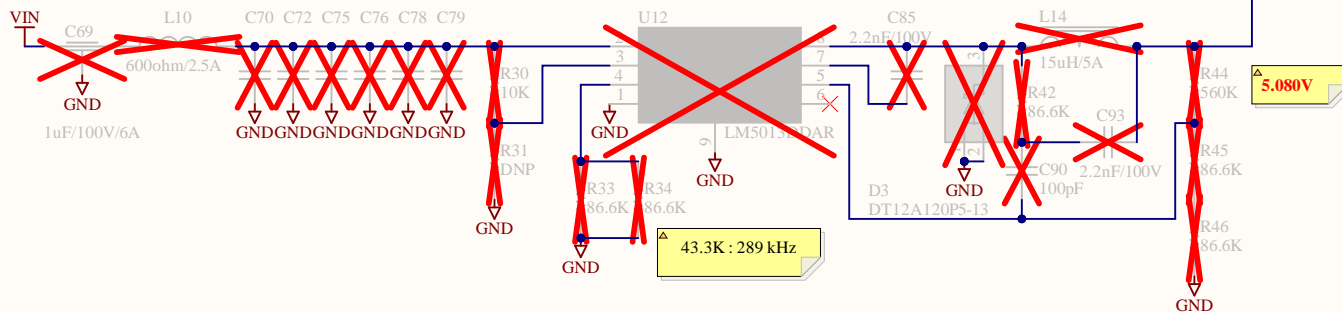 VIN
C69
L10
C70
C72
C75
C76
C78
C79
U12
C85
L14
600ohm/2.5A
2.2nF/100V
15uH/5A
GND
1uF/100V/6A
GND
GND
GND
GND
GND
GND
R30
10K
R31
DNP
GND
3
4
1
GND
9
7
5
6
LM5013DDAR
GND
R33
86.6K
R34
86.6K
GND
43.3K : 289 kHz
3
2
GND
D3
DT12A120P5-13
R42
86.6K
C93
2.2nF/100V
C90
100pF
R44
560K
R45
86.6K
R46
86.6K
GND
5.080V